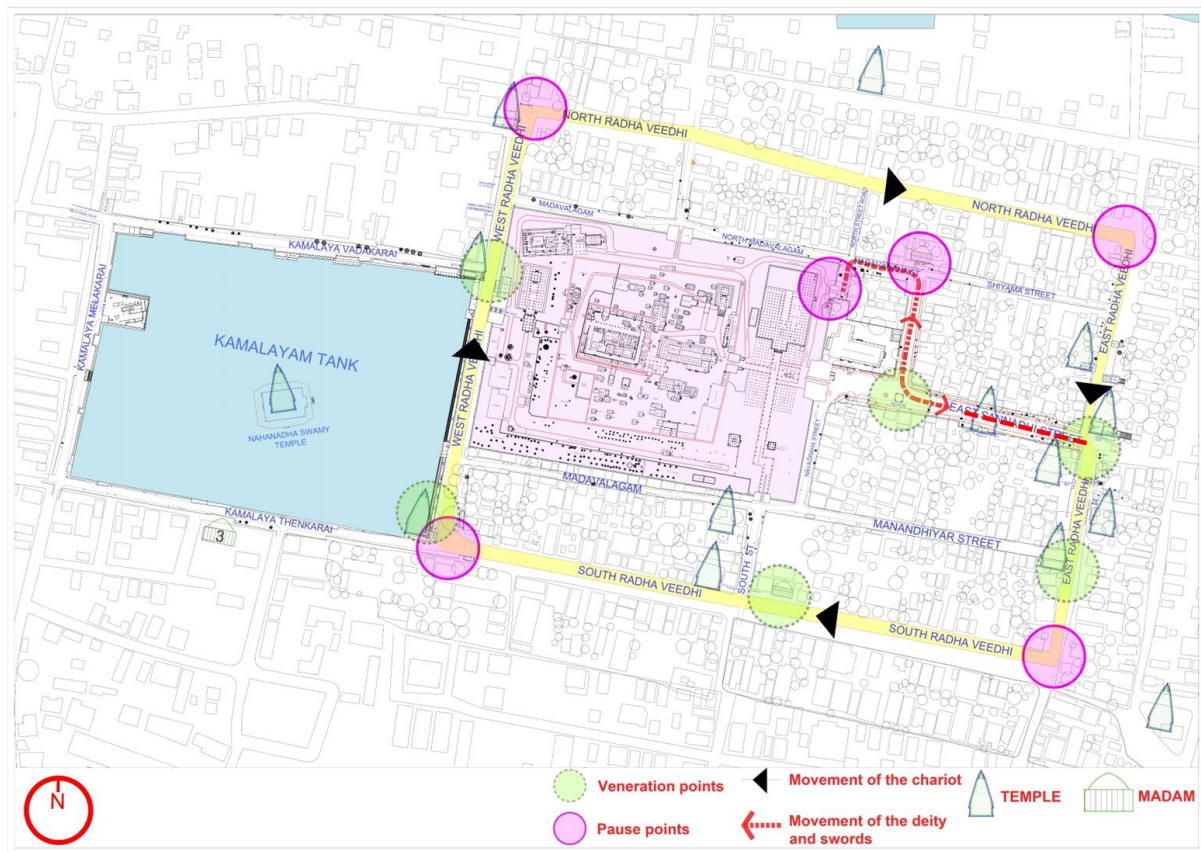 NORTH RADHA VEEDHI
WEST RADHA VEEDHI
NORTH RADHA VEEDHI
MADAVALAGAM
NORTH MADAVALAGAM
KAMALAYA VADAKARAI
SHIYAMA STREET
EAST RADHA VEEDHI
KAMALAYA MELAKARAI
KAMALAYAM TANK
WEST RADHA VEEDHI
NAHANADHA SWAMY
TEMPLE
EAST SANNADHI STREET
MADAVALAGAM
KAMALAYA THENKARAI
3
MANANDHIYAR STREET
SOUTH ST.
EAST RADHA VEEDHI
SOUTH RADHA VEEDHI
SOUTH RADHA VEEDHI
N
Veneration points
Movement of the chariot
TEMPLE
MADAM
Pause points
Movement of the deity
and swords